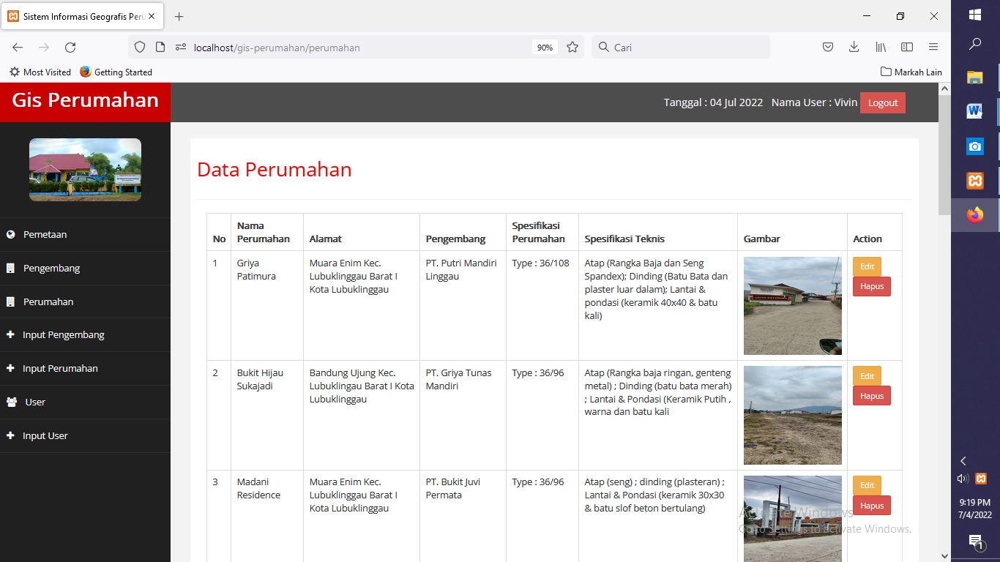 Sistem Informasi Geografis Peru
localhost/gis-perumahan/perumahan
90%
Cari
Most Visited
Getting Started
Markah Lain
Gis Perumahan
Tanggal : 04 Jul 2022 Nama User : Vivin Logout
Pemetaan
Pengembang
Perumahan
Input Pengembang
Input Perumahan
User
Input User
Data Perumahan
No Nama Perumahan Alamat Pengembang Spesifikasi Perumahan Spesifikasi Teknis Gambar Action
1
Griya
Patimura
Muara Enim Kec.
Lubuklinggau Barat I
Kota Lubuklinggau
PT. Putri Mandiri
Linggau
Type : 36/108
Atap (Rangka Baja dan Seng
Spandex); Dinding (Batu Bata dan
plaster luar dalam); Lantai &
pondasi (keramik 40x40 & batu
kali)
GRIYA PATIMURA
Edit
Hapus
2
Bukit Hijau
Sukajadi
Bandung Ujung Kec.
Lubuklingau Barat I Kota
Lubuklinggau
PT. Griya Tunas
Mandiri
Type : 36/96
Atap (Rangka baja ringan, genteng
metal) ; Dinding (batu bata merah)
; Lantai & Pondasi (Keramik Putih ,
warna dan batu kali
Edit
Hapus
3
Madani
Residence
Muara Enim Kec.
Lubuklinggau Barat I
Kota Lubuklinggau
PT. Bukit Juvi
Permata
Type : 36/96
Atap (seng) ; dinding (plasteran) ;
Lantai & Pondasi (keramik 30x30
& batu slof beton bertulang)
Edit
Hapus
Activate Windows
Go to Settings to activate Windows.
9:19 PM
7/4/2022
1